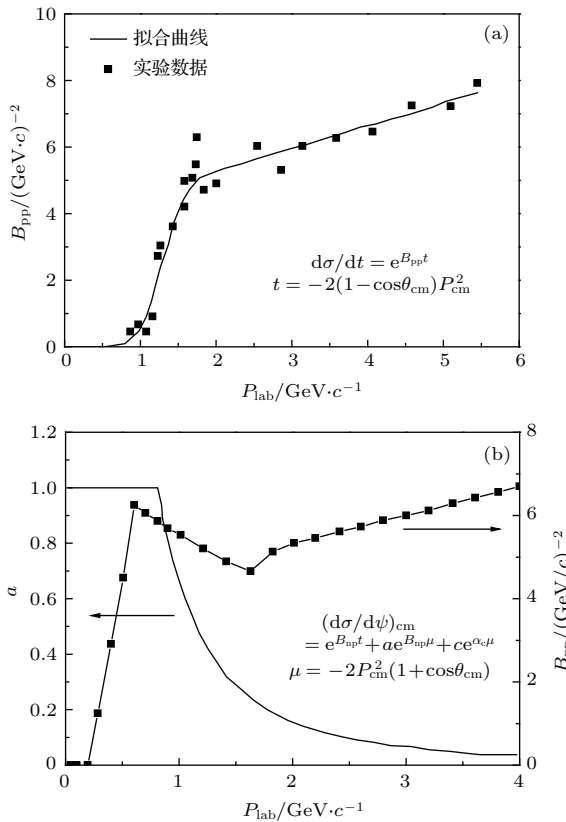 (a)
拟合曲线
实验数据
10
8
6
4
2
0
B_pp/(GeV·c)^−2
dσ/dt = e^{B_pp t}
t = −2(1−cosθ_cm)P_cm^2
0 1 2 3 4 5 6
P_lab/GeV·c^−1
(b)
1.2
1.0
0.8
0.6
0.4
0.2
0
a
8
6
4
2
0
B_np/(GeV/c)^−2
(dσ/dψ)_cm
= e^{B_np t} + ae^{B_np μ} + ce^{α_c μ}
μ = −2P_cm^2(1+cosθ_cm)
0 1 2 3 4
P_lab/GeV·c^−1